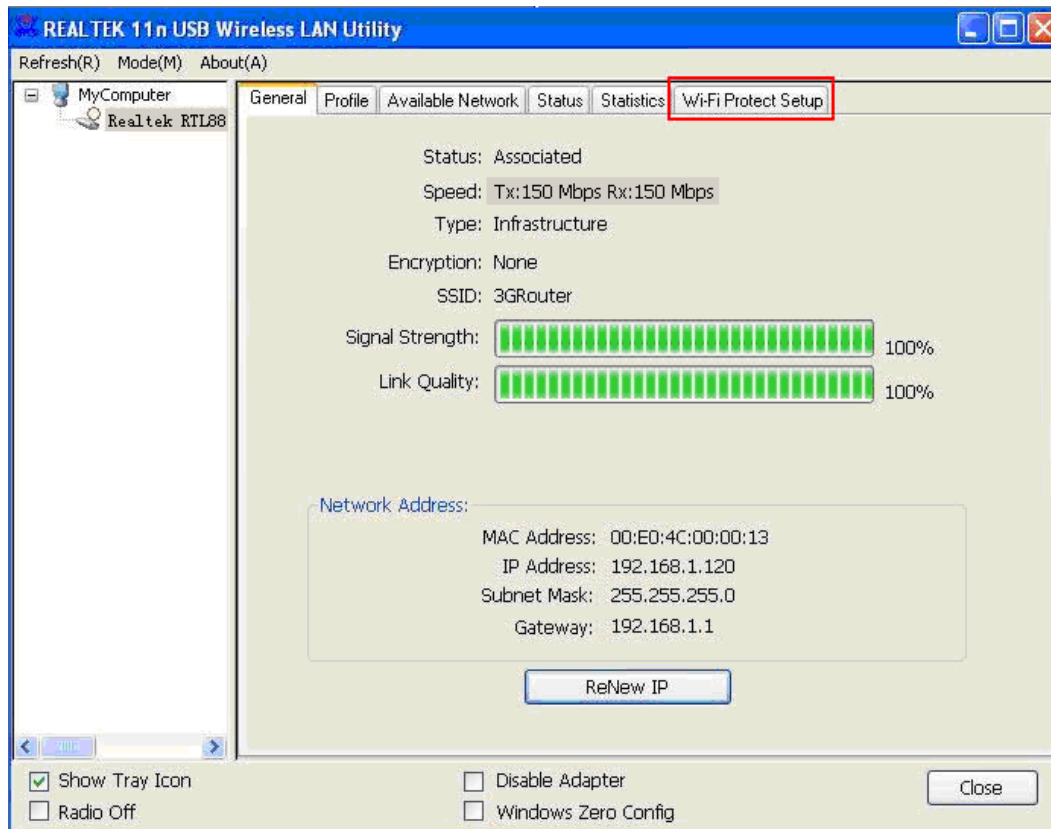 REALTEK 11n USB Wireless LAN Utility
Refresh(R) Mode(M) About(A)
MyComputer
Realtek RTL88
General Profile Available Network Status Statistics Wi-Fi Protect Setup
Status: Associated
Speed: Tx:150 Mbps Rx:150 Mbps
Type: Infrastructure
Encryption: None
SSID: 3GRouter
Signal Strength: 100%
Link Quality: 100%
Network Address:
MAC Address: 00:E0:4C:00:00:13
IP Address: 192.168.1.120
Subnet Mask: 255.255.255.0
Gateway: 192.168.1.1
ReNew IP
Show Tray Icon
Radio Off
Disable Adapter
Windows Zero Config
Close